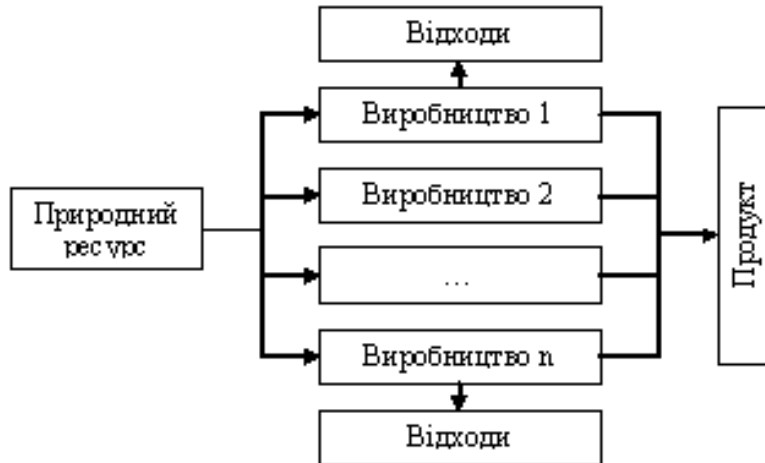 Відходи
Виробництво 1
Виробництво 2
Природний
ресурс
...
Виробництво n
Відходи
Продукт